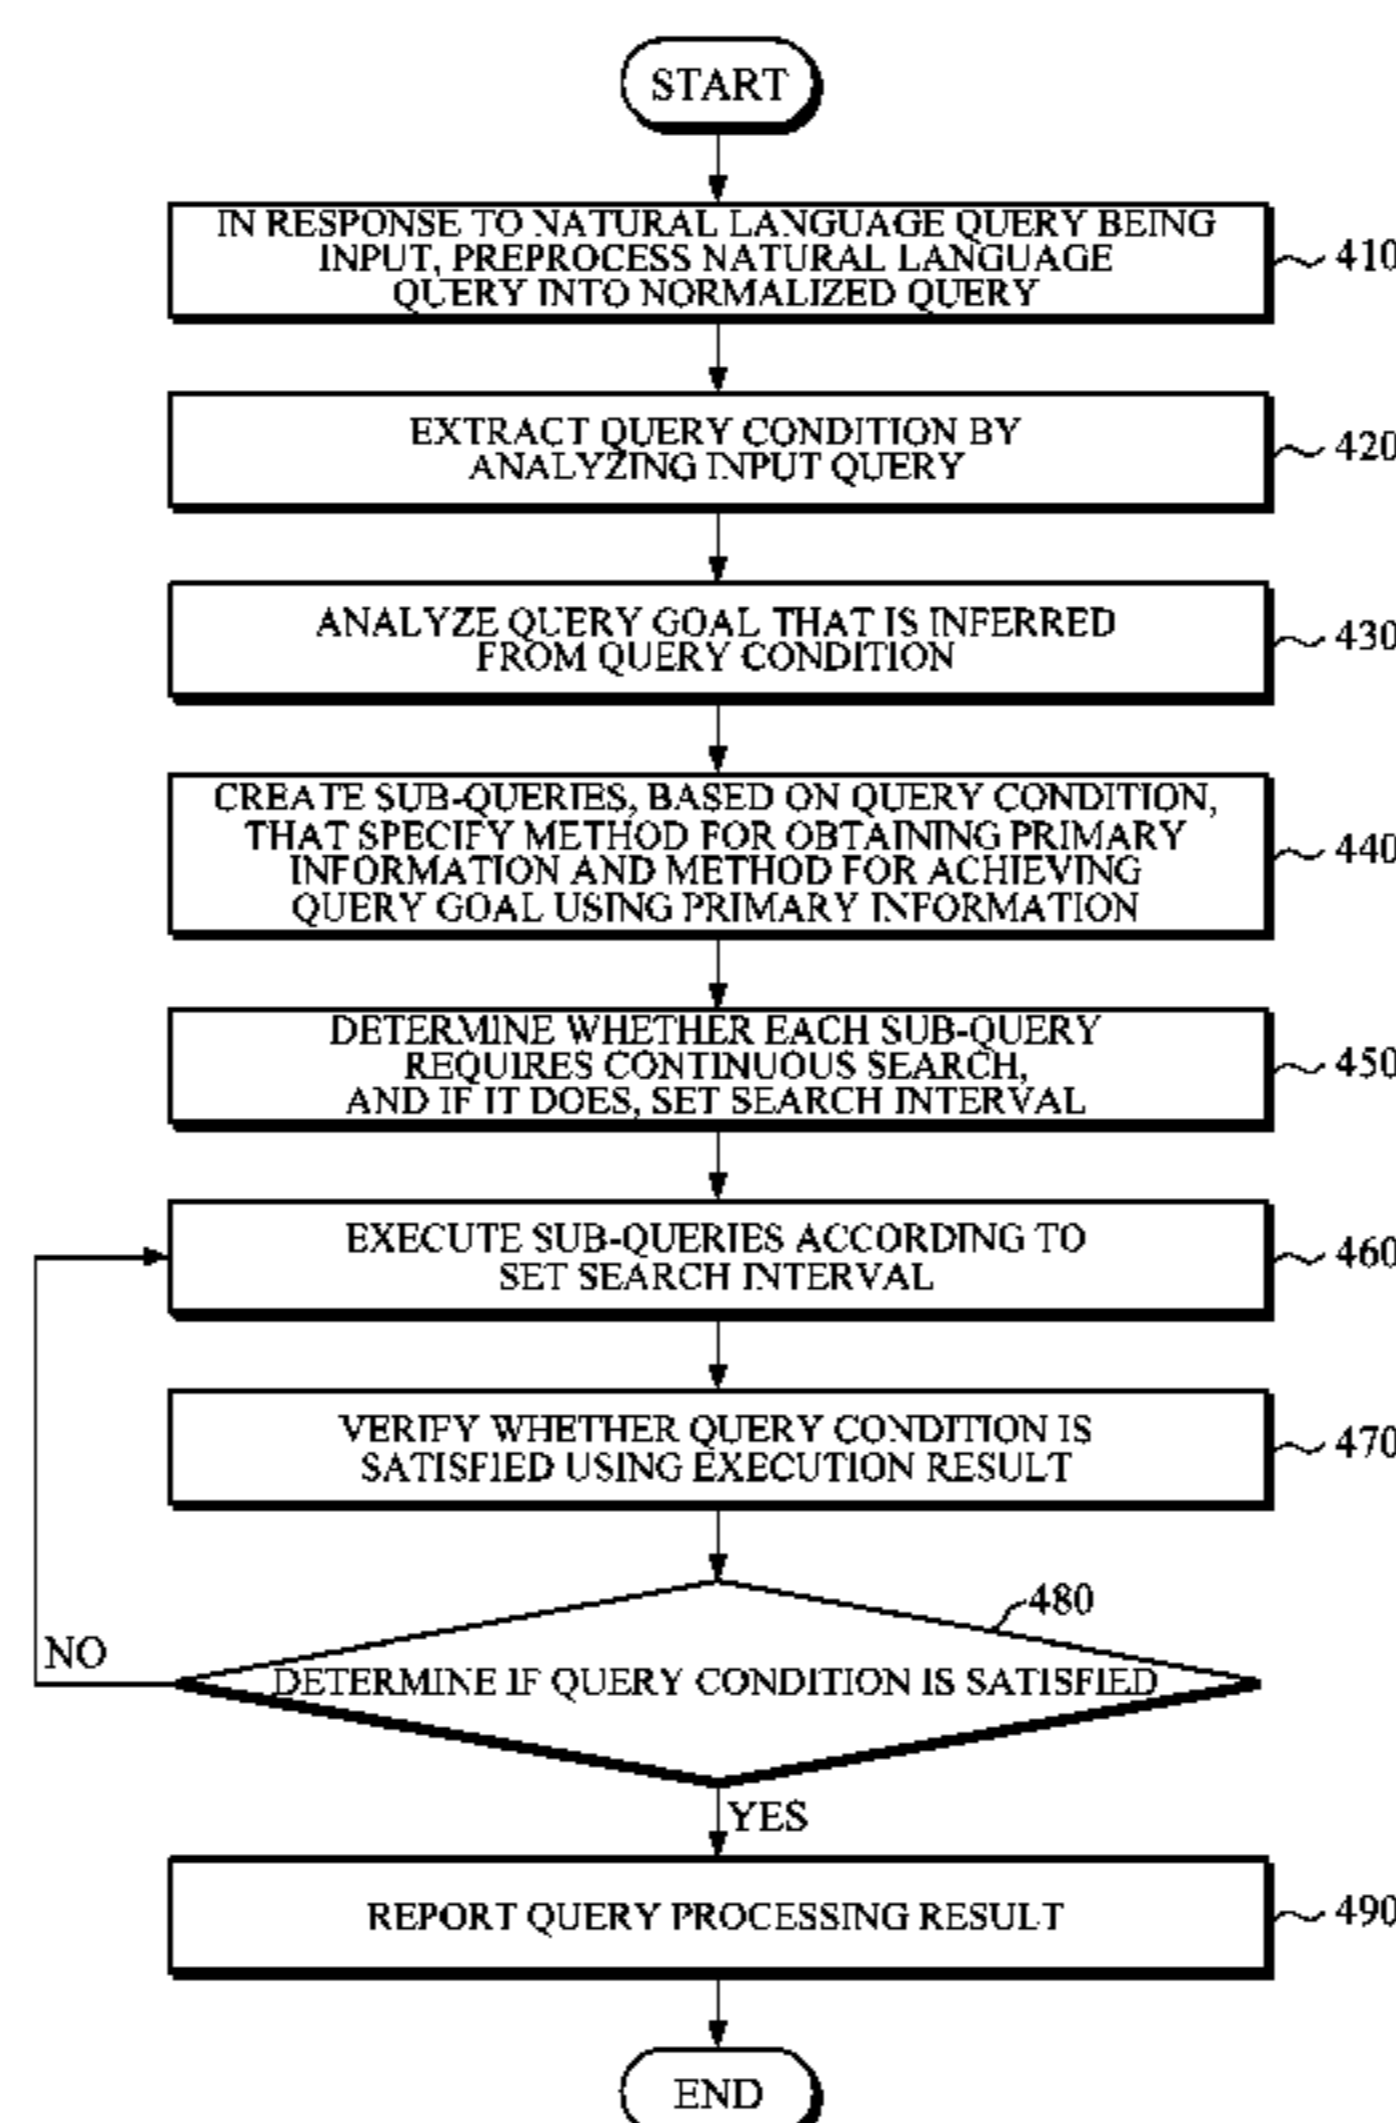 START
IN RESPONSE TO NATURAL LANGUAGE QUERY BEING
INPUT, PREPROCESS NATURAL LANGUAGE
QUERY INTO NORMALIZED QUERY
410
EXTRACT QUERY CONDITION BY
ANALYZING INPUT QUERY
420
ANALYZE QUERY GOAL THAT IS INFERRED
FROM QUERY CONDITION
430
CREATE SUB-QUERIES, BASED ON QUERY CONDITION,
THAT SPECIFY METHOD FOR OBTAINING PRIMARY
INFORMATION AND METHOD FOR ACHIEVING
QUERY GOAL USING PRIMARY INFORMATION
440
DETERMINE WHETHER EACH SUB-QUERY
REQUIRES CONTINUOUS SEARCH,
AND IF IT DOES, SET SEARCH INTERVAL
450
EXECUTE SUB-QUERIES ACCORDING TO
SET SEARCH INTERVAL
460
VERIFY WHETHER QUERY CONDITION IS
SATISFIED USING EXECUTION RESULT
470
480
NO
DETERMINE IF QUERY CONDITION IS SATISFIED
YES
REPORT QUERY PROCESSING RESULT
490
END